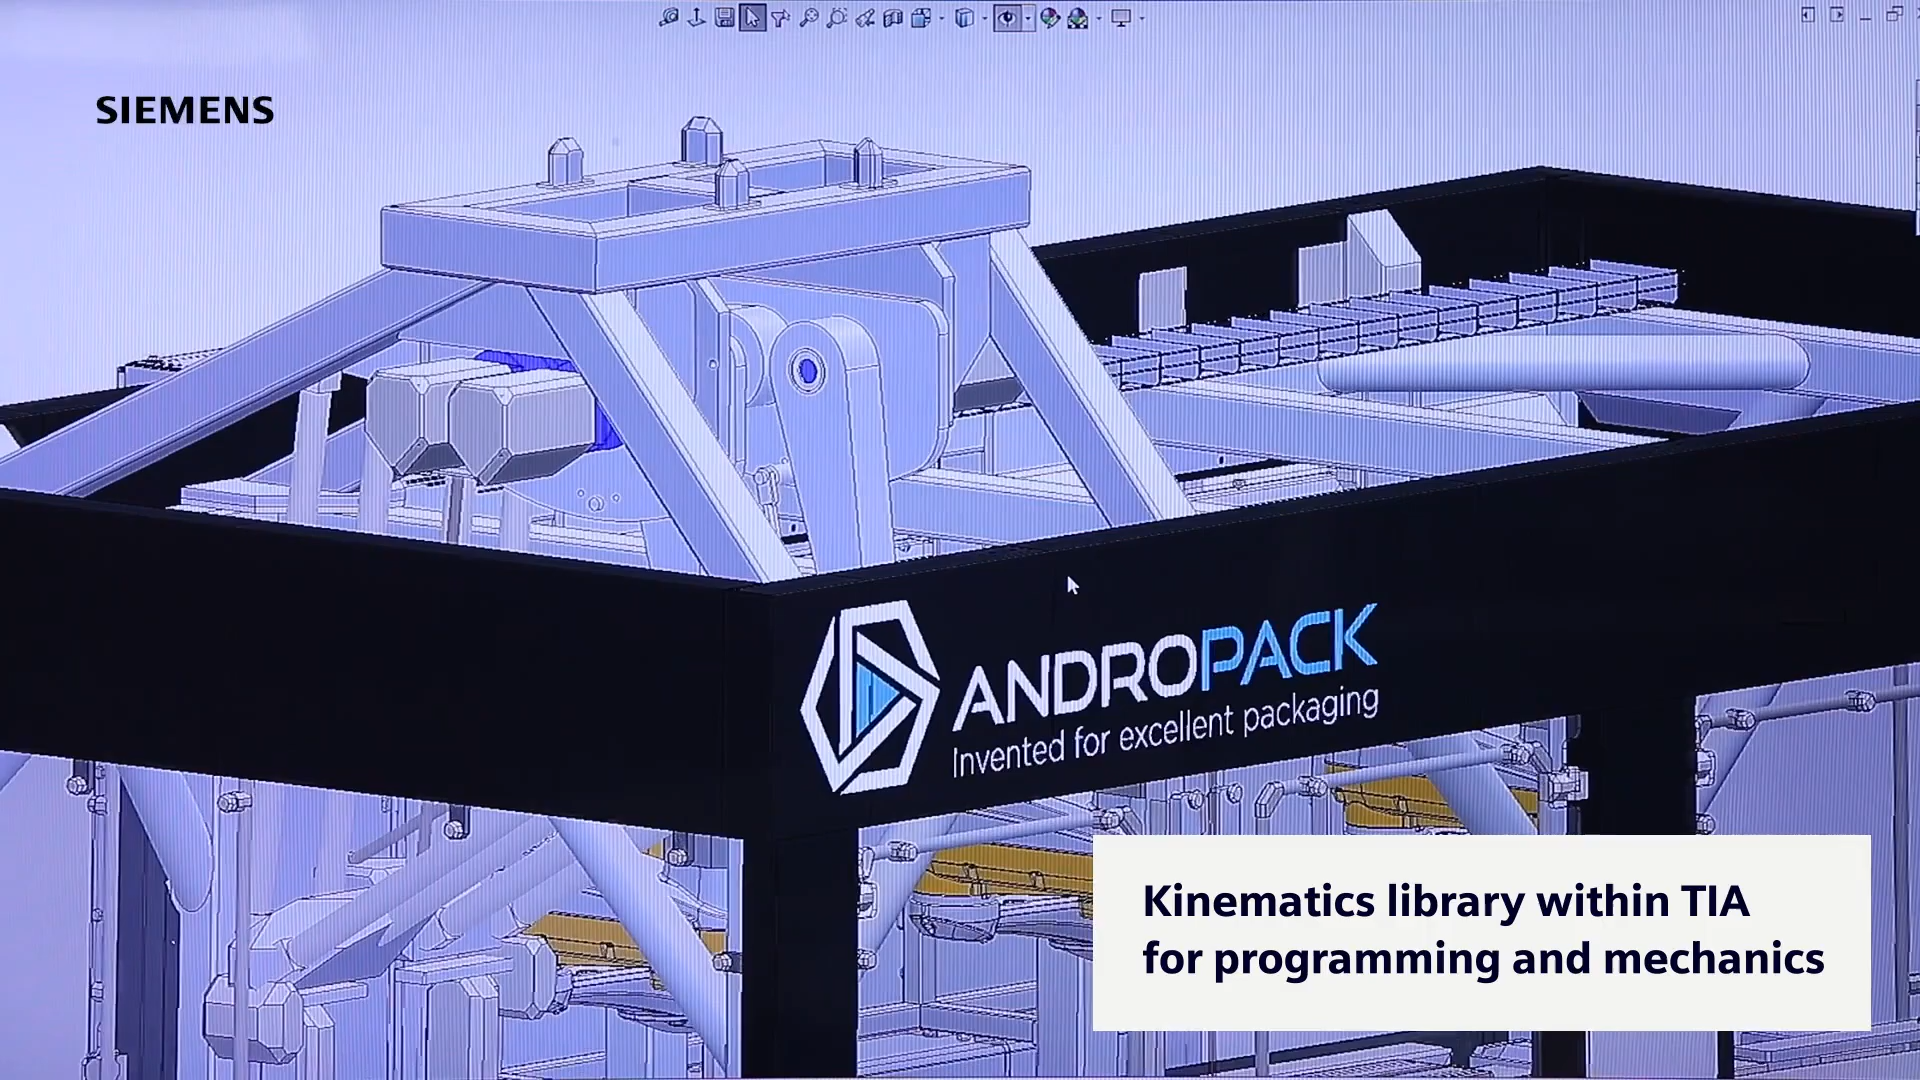 SIEMENS
ANDROPACK
Invented for excellent packaging
Kinematics library within TIA
for programming and mechanics